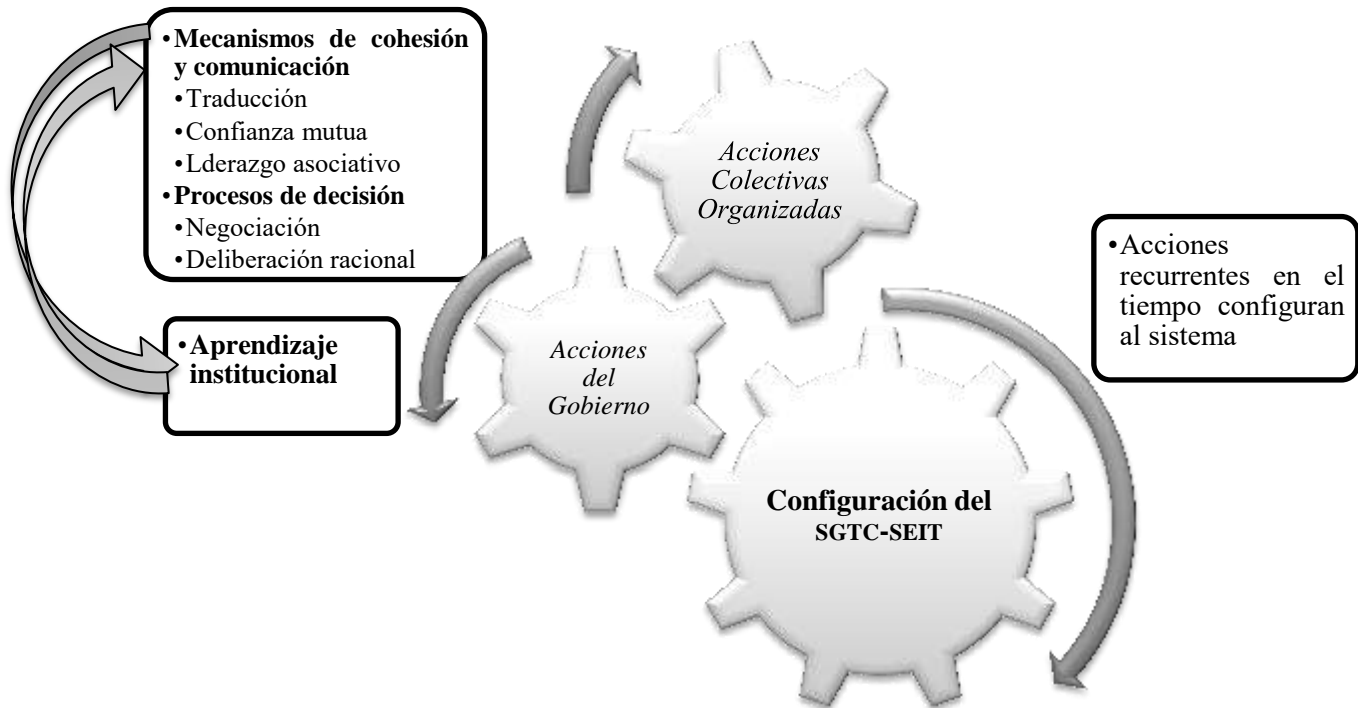 •Mecanismos de cohesión
y comunicación
•Traducción
•Confianza mutua
•Lderazgo asociativo
•Procesos de decisión
•Negociación
•Deliberación racional
•Aprendizaje
institucional
Acciones
Colectivas
Organizadas
Acciones
del
Gobierno
Configuración del
SGTC-SEIT
•Acciones
recurrentes en el
tiempo configuran
al sistema